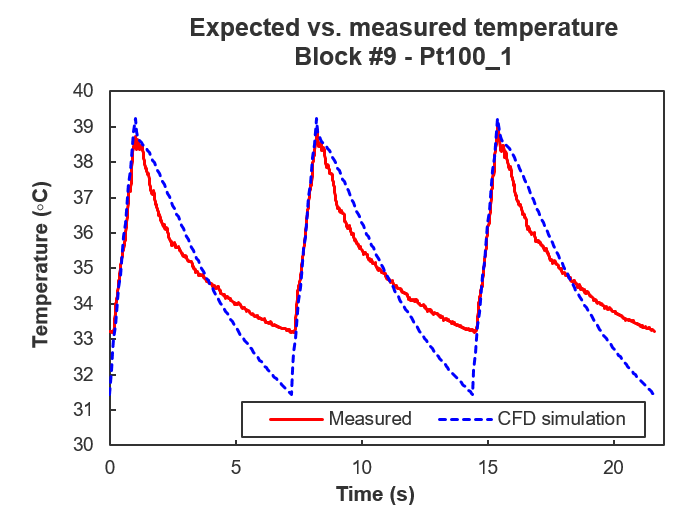 Expected vs. measured temperature
Block #9 - Pt100_1
Temperature (◦C)
40
39
38
37
36
35
34
33
32
31
30
Measured
CFD simulation
0
5
10
15
20
Time (s)